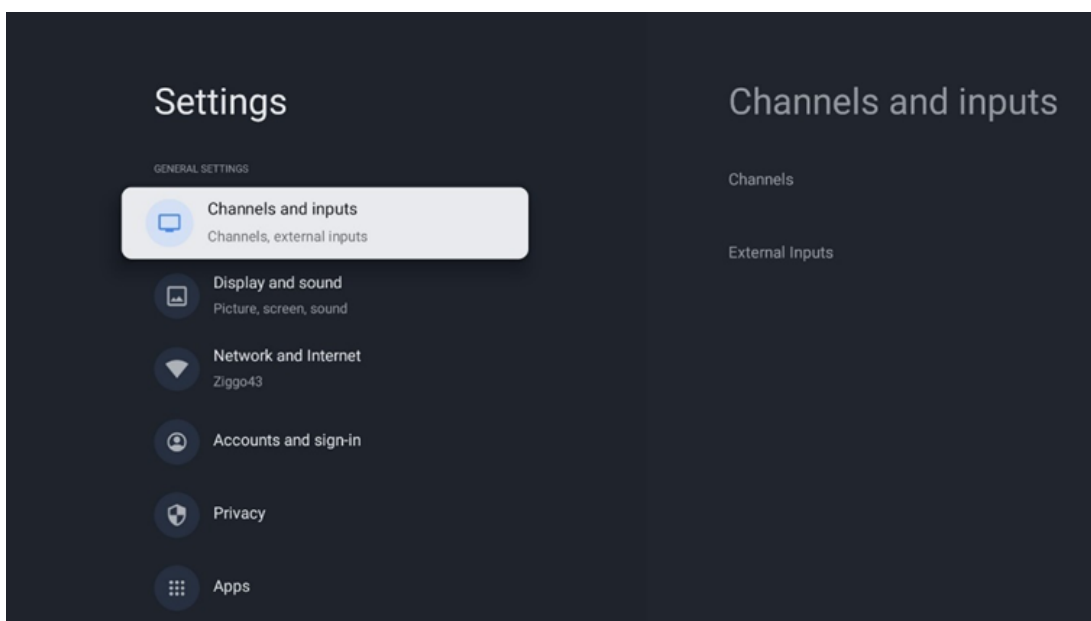 Settings
GENERAL SETTINGS
Channels and inputs
Channels, external inputs
Display and sound
Picture, screen, sound
Network and Internet
Ziggo43
Accounts and sign-in
Privacy
Apps
Channels and inputs
Channels
External Inputs